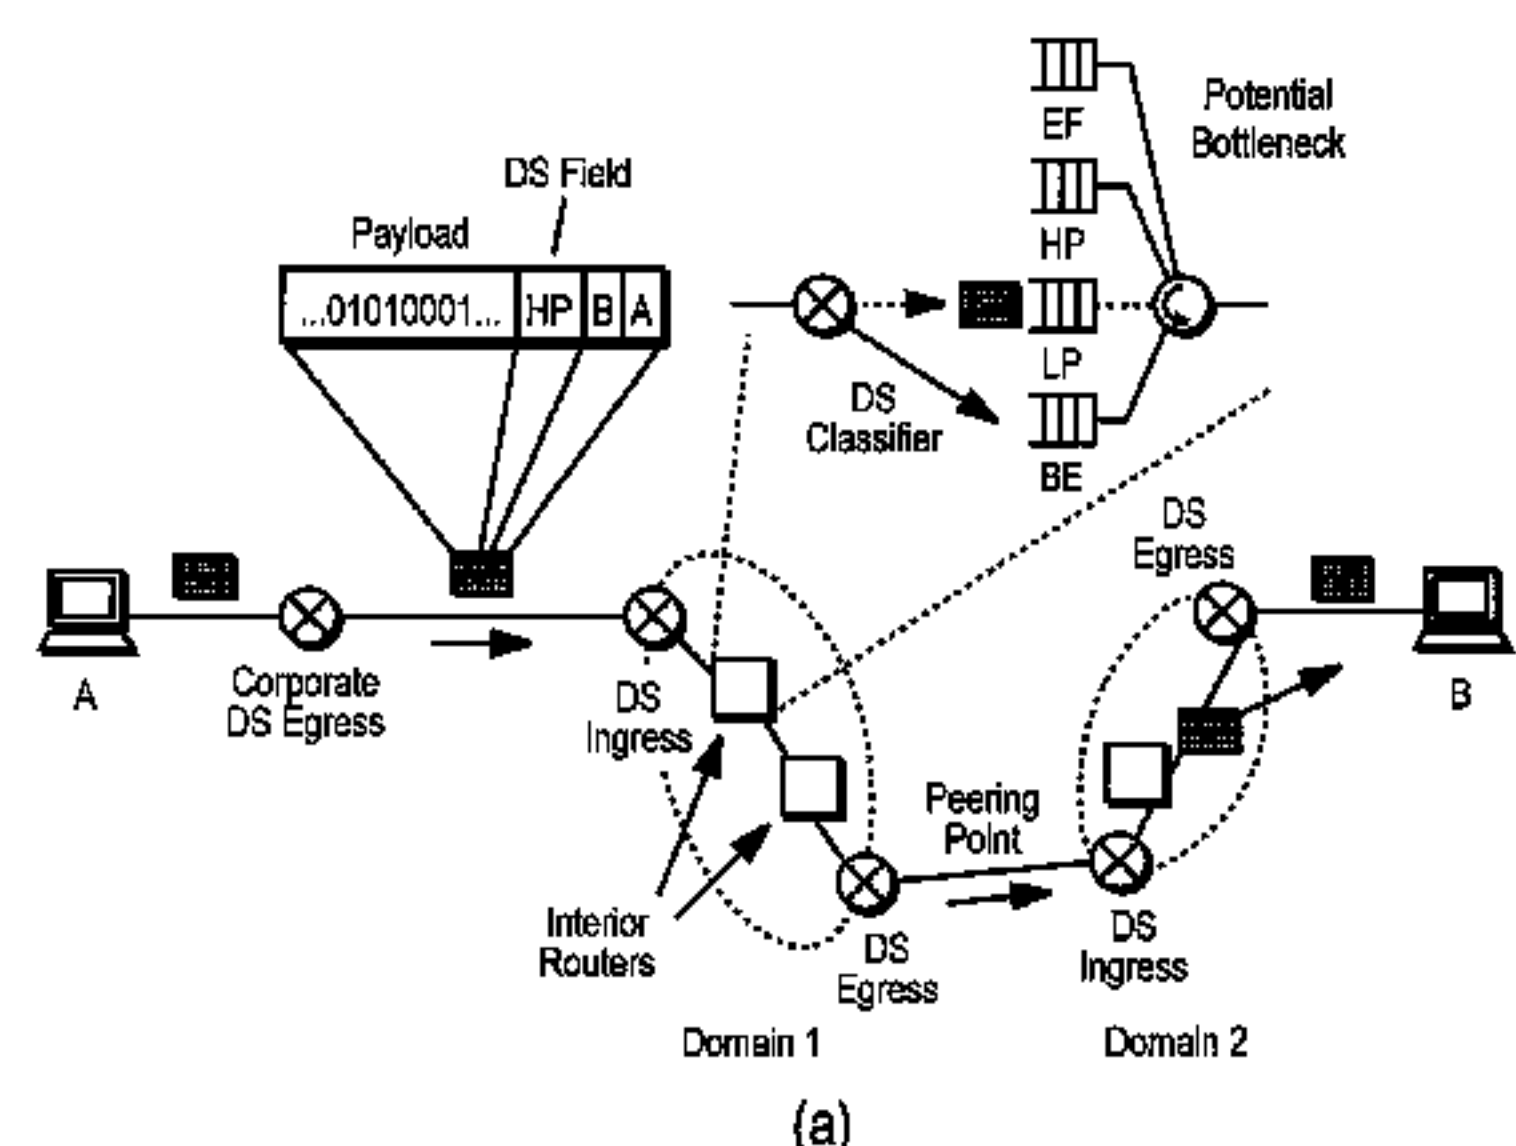 EF
Potential
Bottleneck
DS Field
Payload
HP
...01010001... HP B A
LP
DS
Classifier
BE
DS
Egress
A
Corporate
DS Egress
DS
Ingress
B
Peering
Point
Interior
Routers
DS
Egress
DS
Ingress
Domain 1
Domain 2
(a)